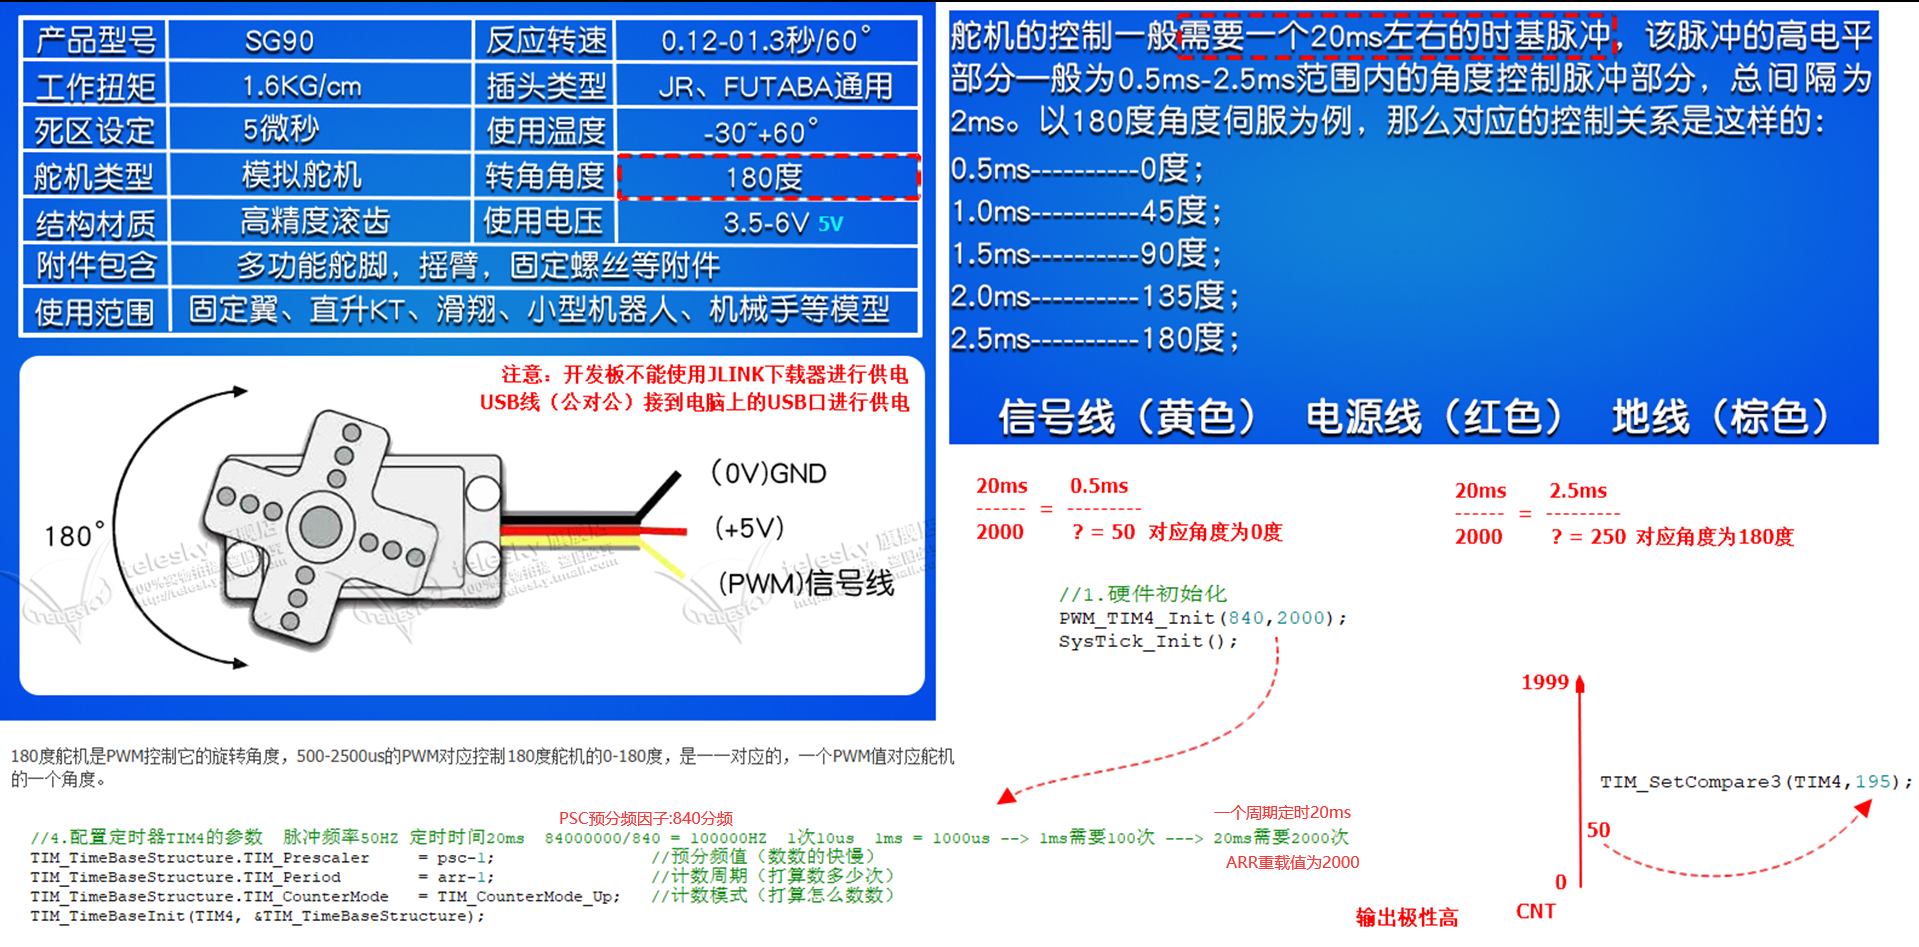 产品型号 SG90 反应转速 0.12-01.3秒/60°
工作扭矩 1.6KG/cm 插头类型 JR、FUTABA通用
死区设定 5微秒 使用温度 -30~+60°
舵机类型 模拟舵机 转角角度 180度
结构材质 高精度滚齿 使用电压 3.5-6V 5V
附件包含 多功能舵脚，摇臂，固定螺丝等附件
使用范围 固定翼、直升KT、滑翔、小型机器人、机械手等模型
注意：开发板不能使用JLINK下载器进行供电
USB线（公对公）接到电脑上的USB口进行供电
180°
(0V)GND
(+5V)
(PWM)信号线
telesky 旗舰店
telesky 旗舰店
telesky 旗舰店
TELESKY
TELESKY
TELESKY
舵机的控制一般需要一个20ms左右的时基脉冲，该脉冲的高电平
部分一般为0.5ms-2.5ms范围内的角度控制脉冲部分，总间隔为
2ms。以180度角度伺服为例，那么对应的控制关系是这样的：
0.5ms----------0度；
1.0ms----------45度；
1.5ms----------90度；
2.0ms----------135度；
2.5ms----------180度；
信号线（黄色） 电源线（红色） 地线（棕色）
20ms 0.5ms
------ = ---------
2000 ? = 50 对应角度为0度
20ms 2.5ms
------ = ---------
2000 ? = 250 对应角度为180度
//1.硬件初始化
PWM_TIM4_Init(840,2000);
SysTick_Init();
1999
TIM_SetCompare3(TIM4,195);
50
0
CNT
输出极性高
180度舵机是PWM控制它的旋转角度，500-2500us的PWM对应控制180度舵机的0-180度，是一一对应的，一个PWM值对应舵机
的一个角度。
PSC预分频因子:840分频
一个周期定时20ms
//4.配置定时器TIM4的参数 脉冲频率50HZ 定时时间20ms 84000000/840 = 100000HZ 1次10us 1ms = 1000us --> 1ms需要100次 ---> 20ms需要2000次
TIM_TimeBaseStructure.TIM_Prescaler = psc-1; //预分频值（数数的快慢）
ARR重载值为2000
TIM_TimeBaseStructure.TIM_Period = arr-1; //计数周期（打算数多少次）
TIM_TimeBaseStructure.TIM_CounterMode = TIM_CounterMode_Up; //计数模式（打算怎么数数）
TIM_TimeBaseInit(TIM4, &TIM_TimeBaseStructure);